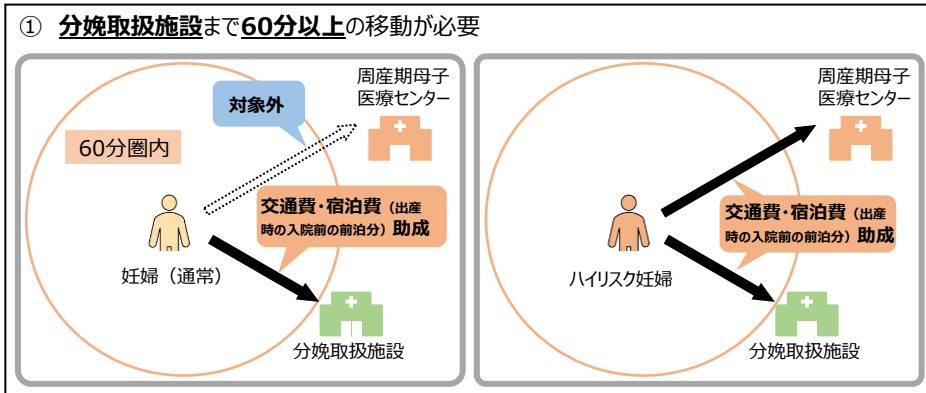 ① 分娩取扱施設まで60分以上の移動が必要
周産期母子
医療センター
対象外
60分圏内
交通費・宿泊費（出産
時の入院前の前泊分）助成
妊婦（通常）
分娩取扱施設
周産期母子
医療センター
交通費・宿泊費（出産
時の入院前の前泊分）助成
ハイリスク妊婦
分娩取扱施設